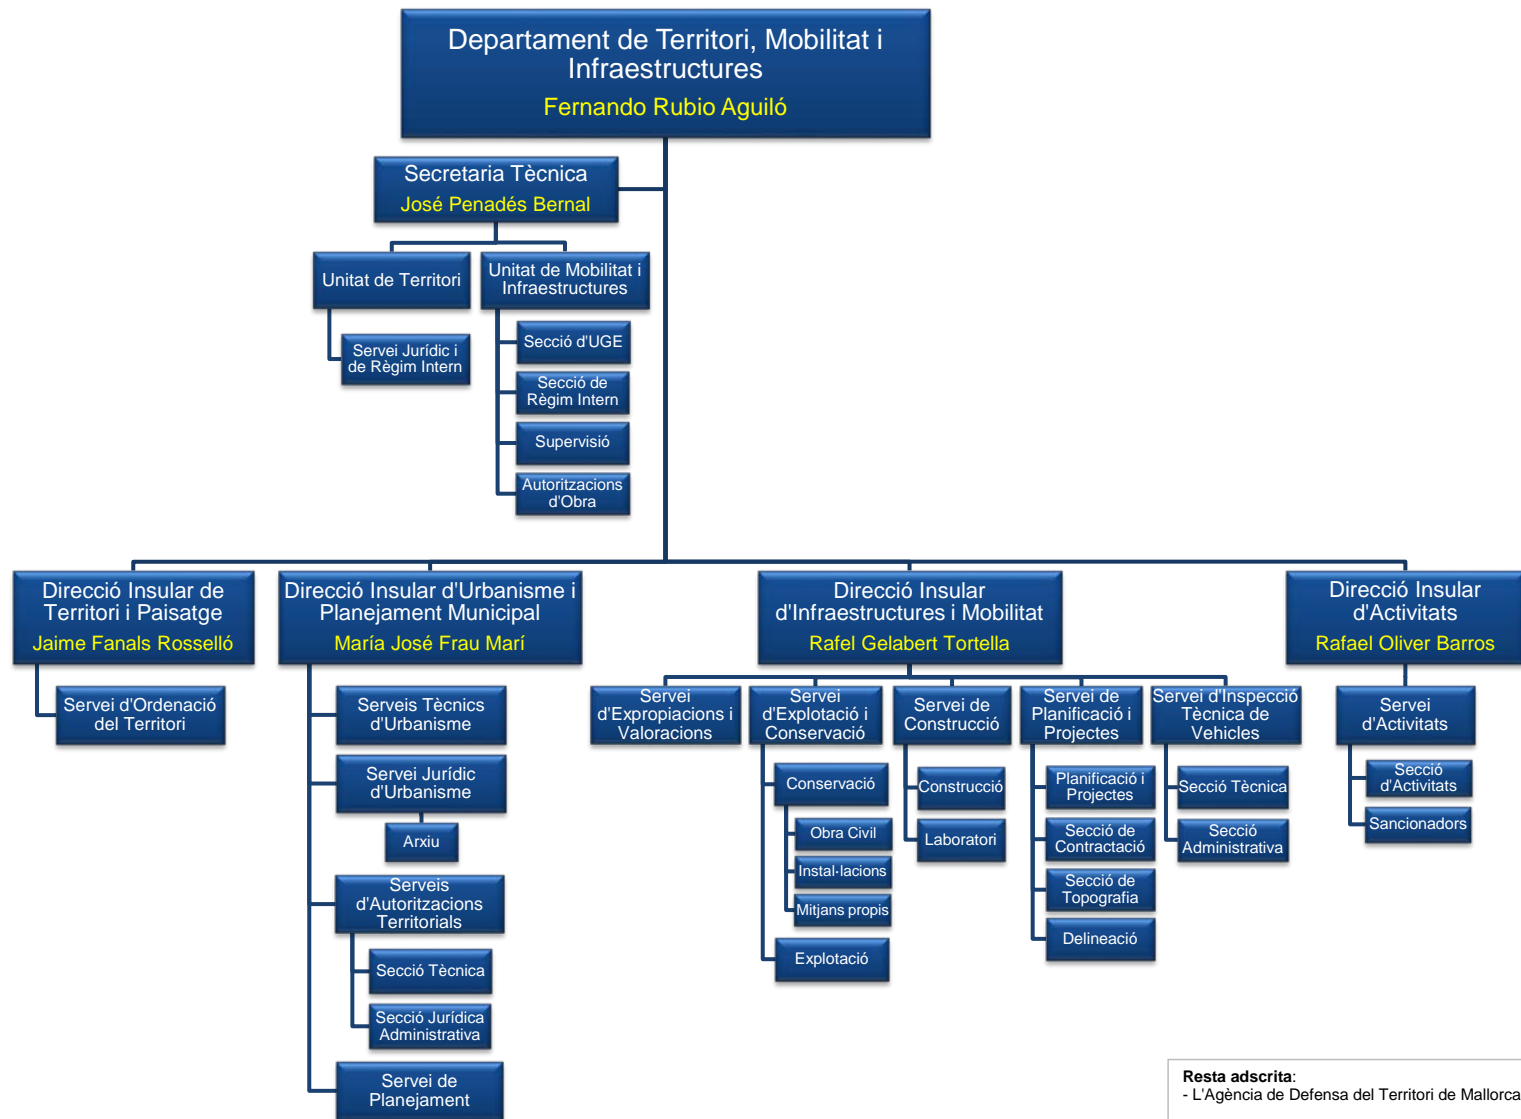 Departament de Territori, Mobilitat i
Infraestructures
Fernando Rubio Aguiló
Secretaria Tècnica
José Penadés Bernal
Unitat de Territori
Unitat de Mobilitat i
Infraestructures
Servei Jurídic i
de Règim Intern
Secció d'UGE
Secció de
Règim Intern
Supervisió
Autoritzacions
d'Obra
Direcció Insular de
Territori i Paisatge
Jaime Fanals Rosselló
Servei d'Ordenació
del Territori
Direcció Insular d'Urbanisme i
Planejament Municipal
María José Frau Marí
Serveis Tècnics
d'Urbanisme
Servei Jurídic
d'Urbanisme
Arxiu
Serveis
d'Autoritzacions
Territorials
Secció Tècnica
Secció Jurídica
Administrativa
Servei de
Planejament
Direcció Insular
d'Infraestructures i Mobilitat
Rafel Gelabert Tortella
Servei
d'Expropiacions i
Valoracions
Servei
d'Explotació i
Conservació
Conservació
Obra Civil
Instal·lacions
Mitjans propis
Explotació
Servei de
Construcció
Construcció
Laboratori
Servei de
Planificació i
Projectes
Planificació i
Projectes
Secció de
Contractació
Secció de
Topografia
Delineació
Servei d'Inspecció
Tècnica de
Vehicles
Secció Tècnica
Secció
Administrativa
Direcció Insular
d'Activitats
Rafael Oliver Barros
Servei
d'Activitats
Secció
d'Activitats
Sancionadors
Resta adscrita:
- L'Agència de Defensa del Territori de Mallorca